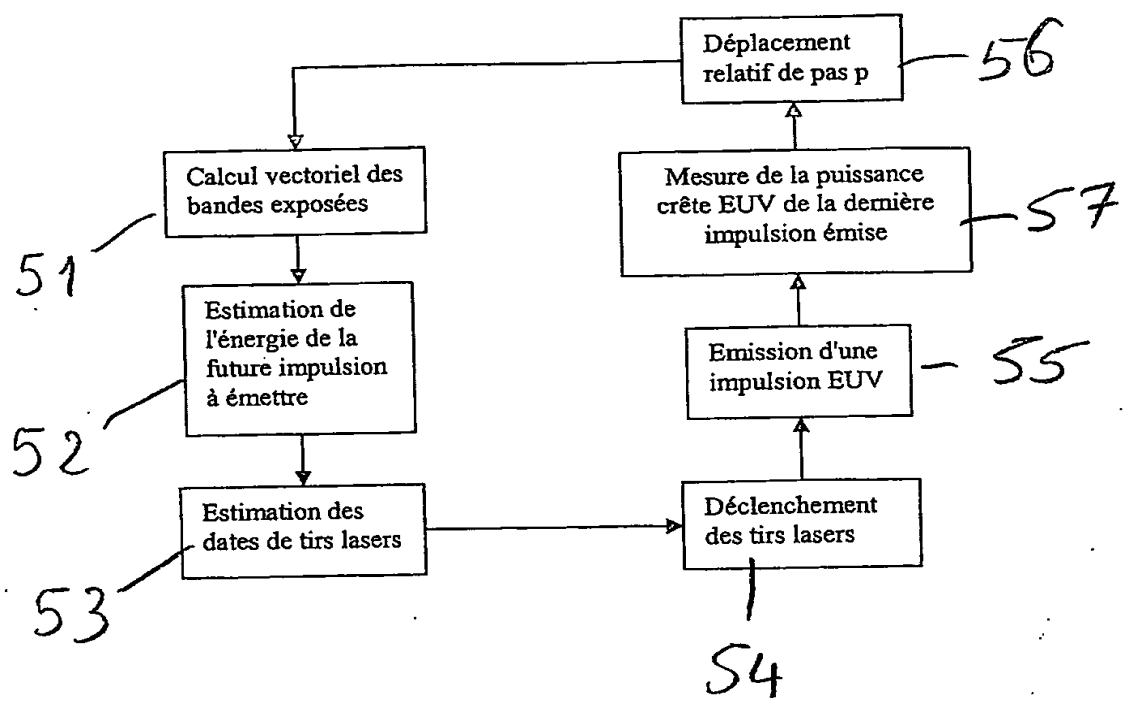 Déplacement
relatif de pas p
56
Calcul vectoriel des
bandes exposées
51
Mesure de la puissance
crête EUV de la dernière
impulsion émise
57
Estimation de
l'énergie de la
future impulsion
à émettre
52
Emission d'une
impulsion EUV
55
Estimation des
dates de tirs lasers
53
Déclenchement
des tirs lasers
54